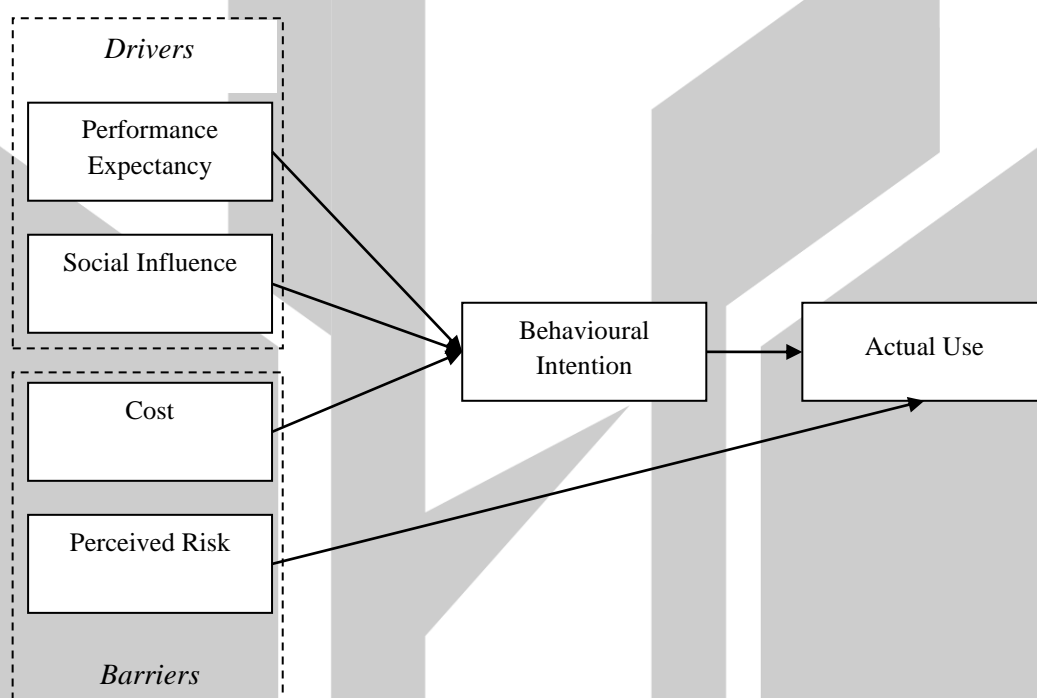 Drivers
Performance
Expectancy
Social Influence
Behavioural
Intention
Actual Use
Cost
Perceived Risk
Barriers